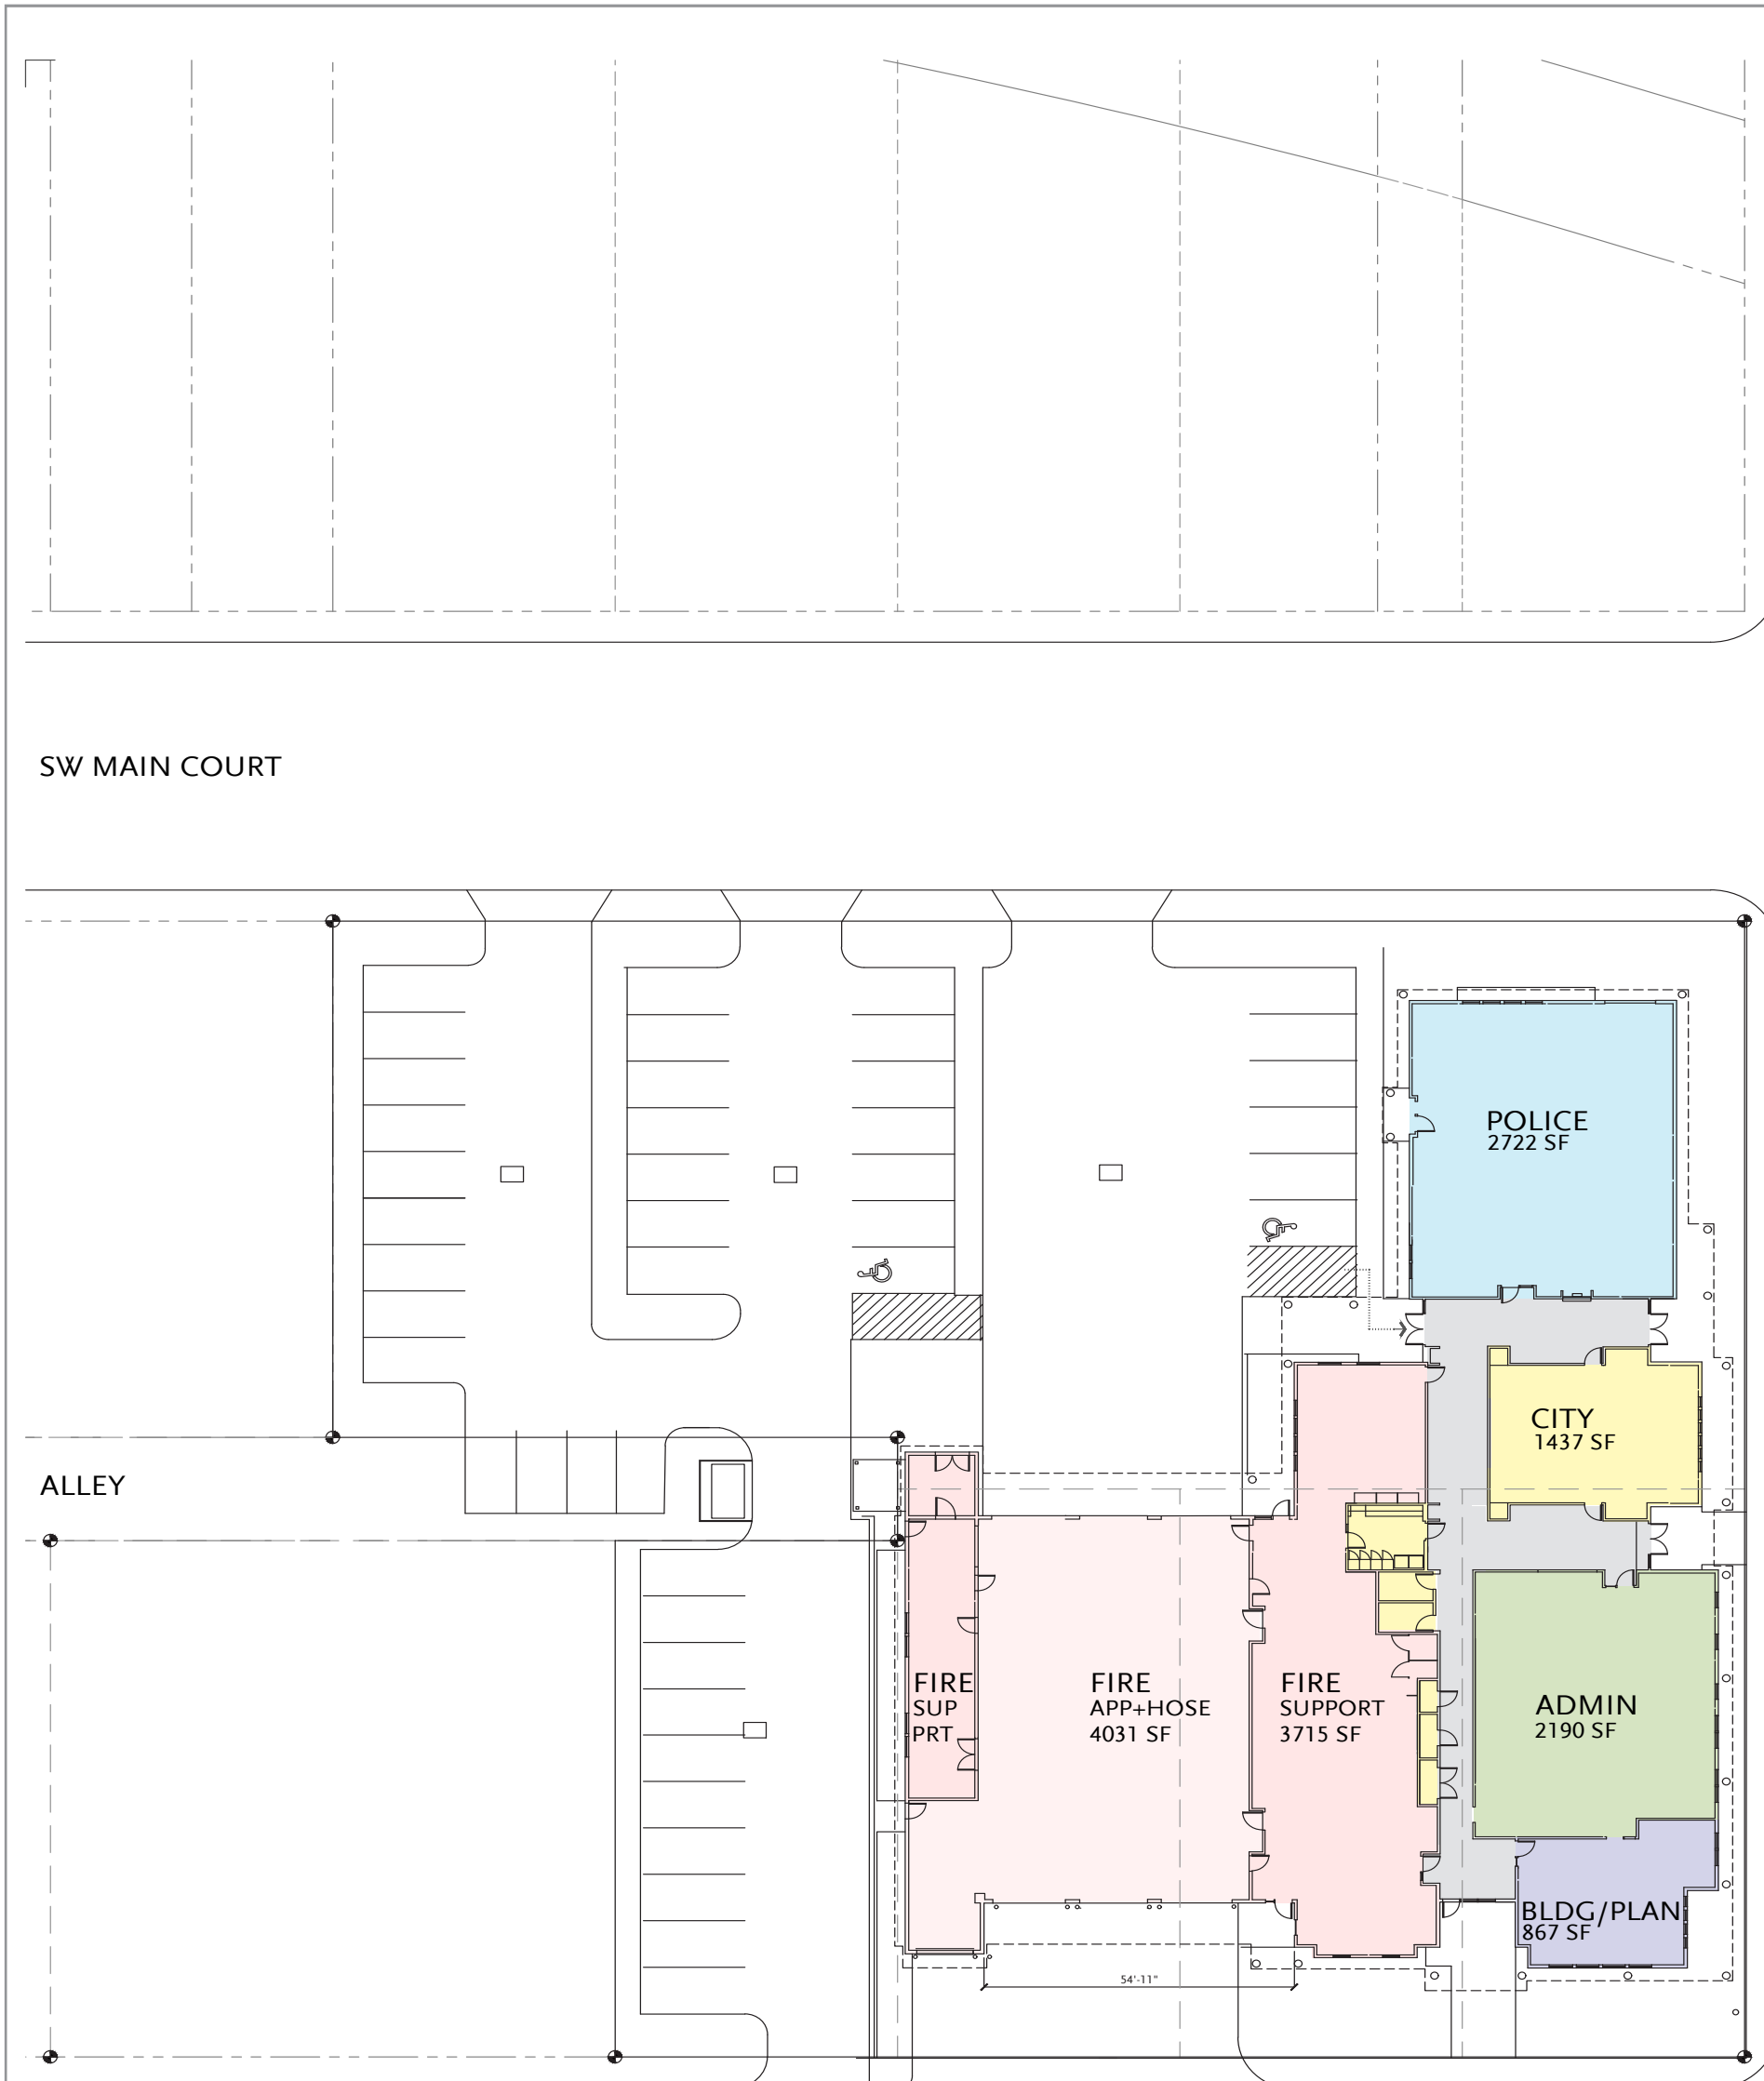 SW MAIN COURT
POLICE
2722 SF
CITY
1437 SF
ALLEY
FIRE
SUP
PRT
FIRE
APP+HOSE
4031 SF
FIRE
SUPPORT
3715 SF
ADMIN
2190 SF
BLDG/PLAN
867 SF
54'-11"